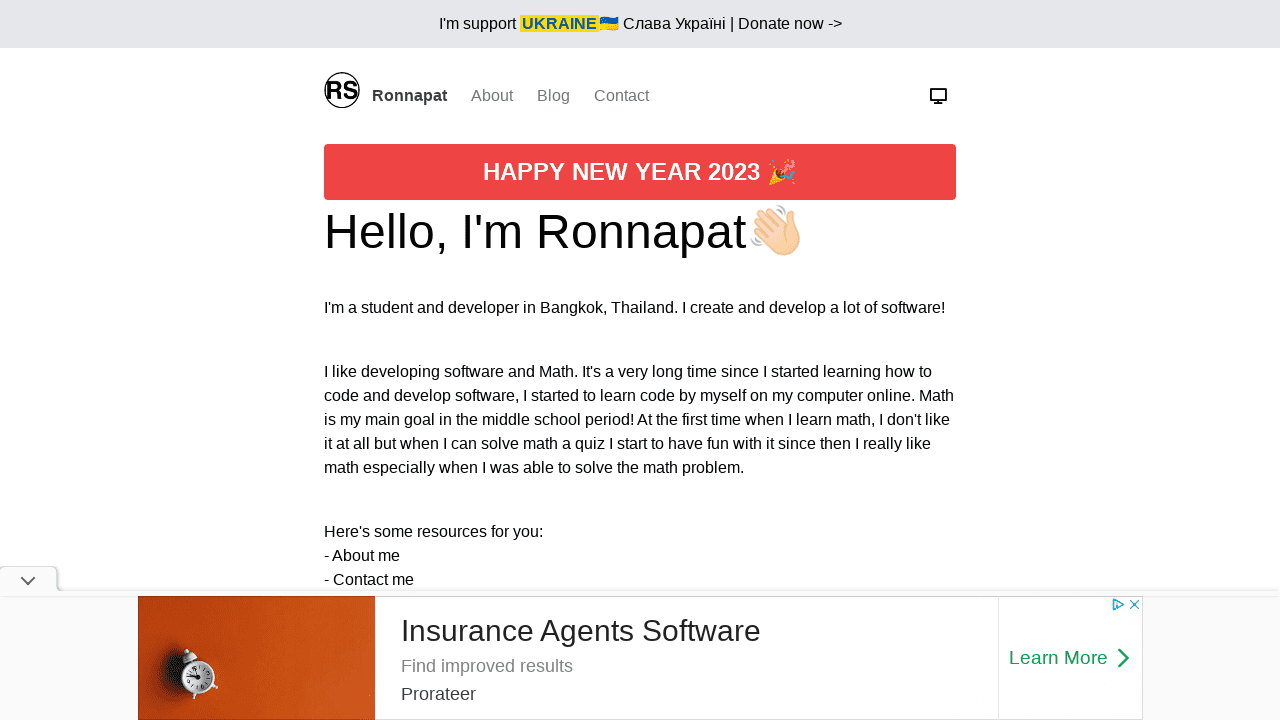 I'm support UKRAINE🇺🇦 Слава Україні | Donate now ->
RS Ronnapat About Blog Contact
HAPPY NEW YEAR 2023 🎉
Hello, I'm Ronnapat👋🏻
I'm a student and developer in Bangkok, Thailand. I create and develop a lot of software!
I like developing software and Math. It's a very long time since I started learning how to
code and develop software, I started to learn code by myself on my computer online. Math
is my main goal in the middle school period! At the first time when I learn math, I don't like
it at all but when I can solve math a quiz I start to have fun with it since then I really like
math especially when I was able to solve the math problem.
Here's some resources for you:
- About me
- Contact me
Insurance Agents Software
Find improved results
Prorateer
Learn More